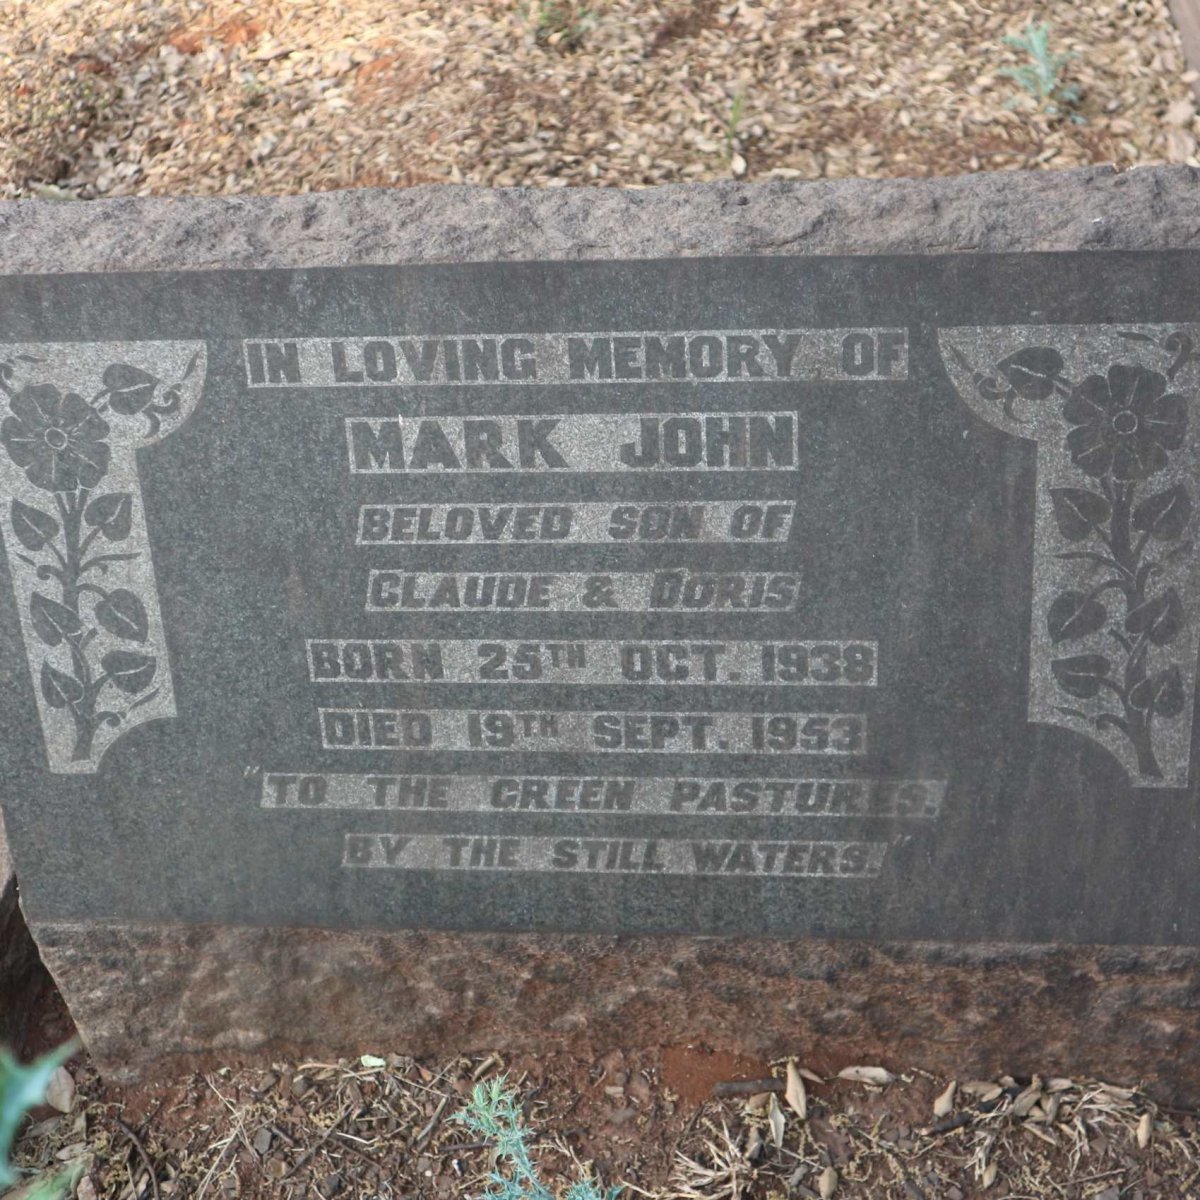 IN LOVING MEMORY OF
MARK JOHN
BELOVED SON OF
CLAUDE & DORIS
BORN 25TH OCT. 1938
DIED 19TH SEPT. 1953
"TO THE GREEN PASTURES.
BY THE STILL WATERS."